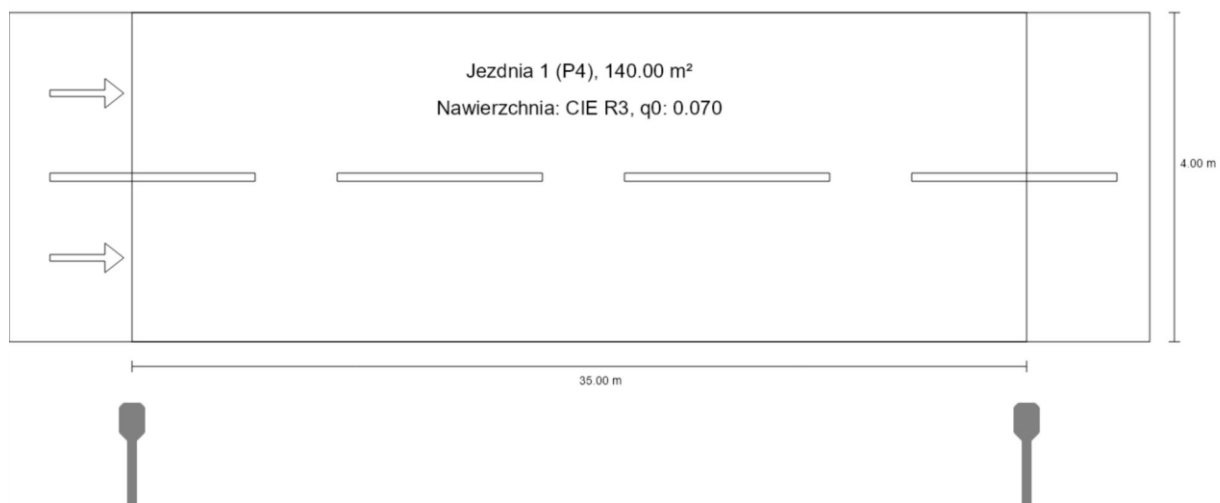 Jezdnia 1 (P4), 140.00 m²
Nawierzchnia: CIE R3, q0: 0.070
4.00 m
35.00 m